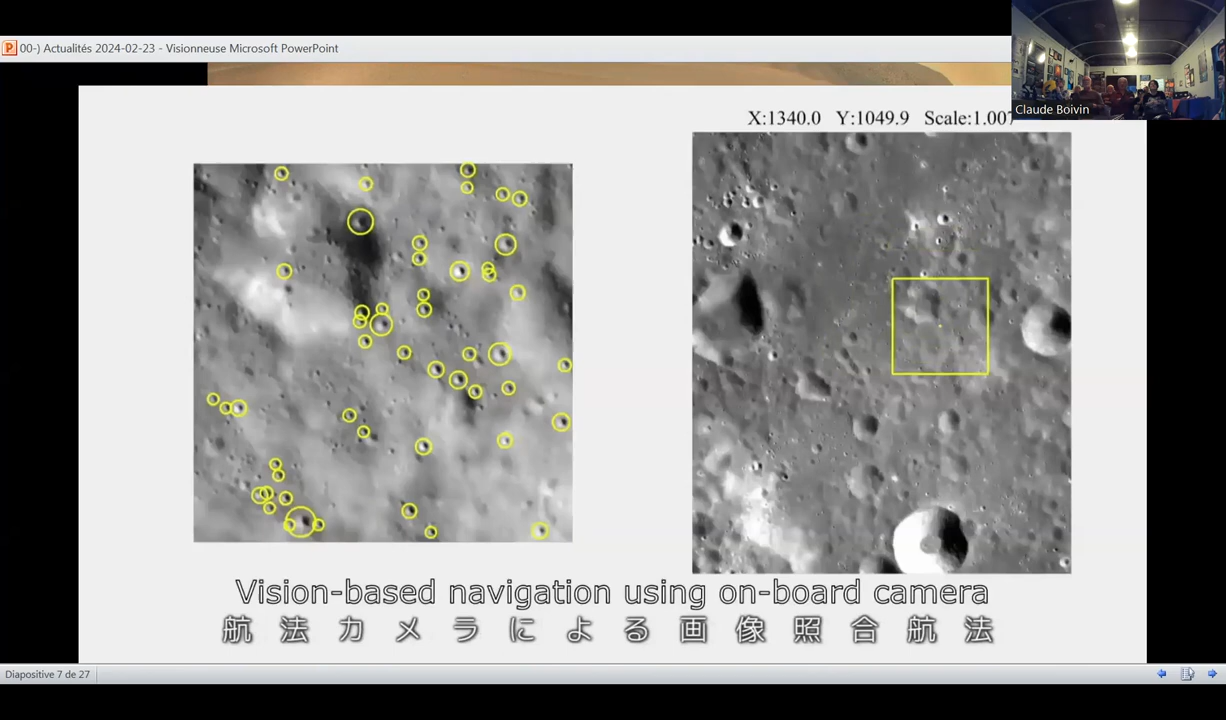 00-) Actualités 2024-02-23 - Visionneuse Microsoft PowerPoint
Claude Boivin
X:1340.0 Y:1049.9 Scale:1.007
Vision-based navigation using on-board camera
航法カメラによる画像照合航法
Diapositive 7 de 27